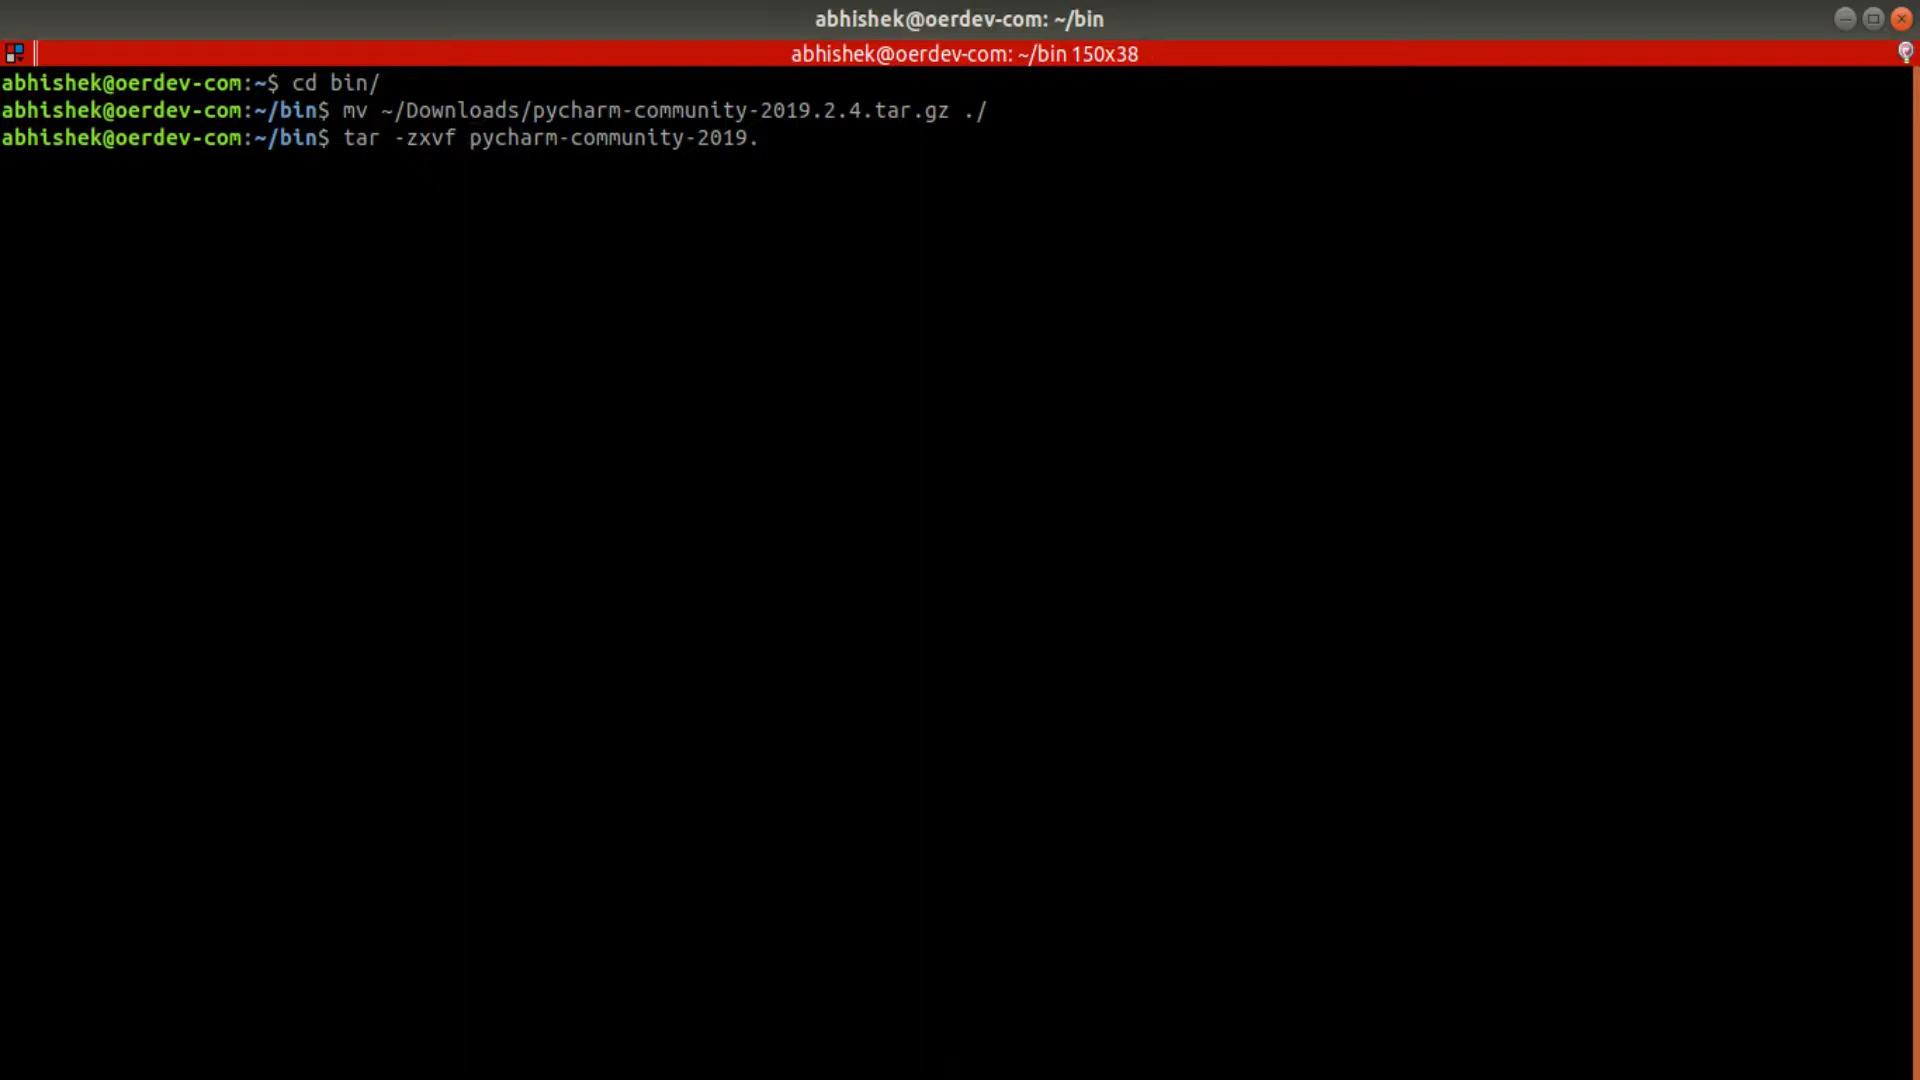 abhishek@oerdev-com: ~/bin
abhishek@oerdev-com: ~/bin 150x38
abhishek@oerdev-com:~$ cd bin/
abhishek@oerdev-com:~/bin$ mv ~/Downloads/pycharm-community-2019.2.4.tar.gz ./
abhishek@oerdev-com:~/bin$ tar -zxvf pycharm-community-2019.